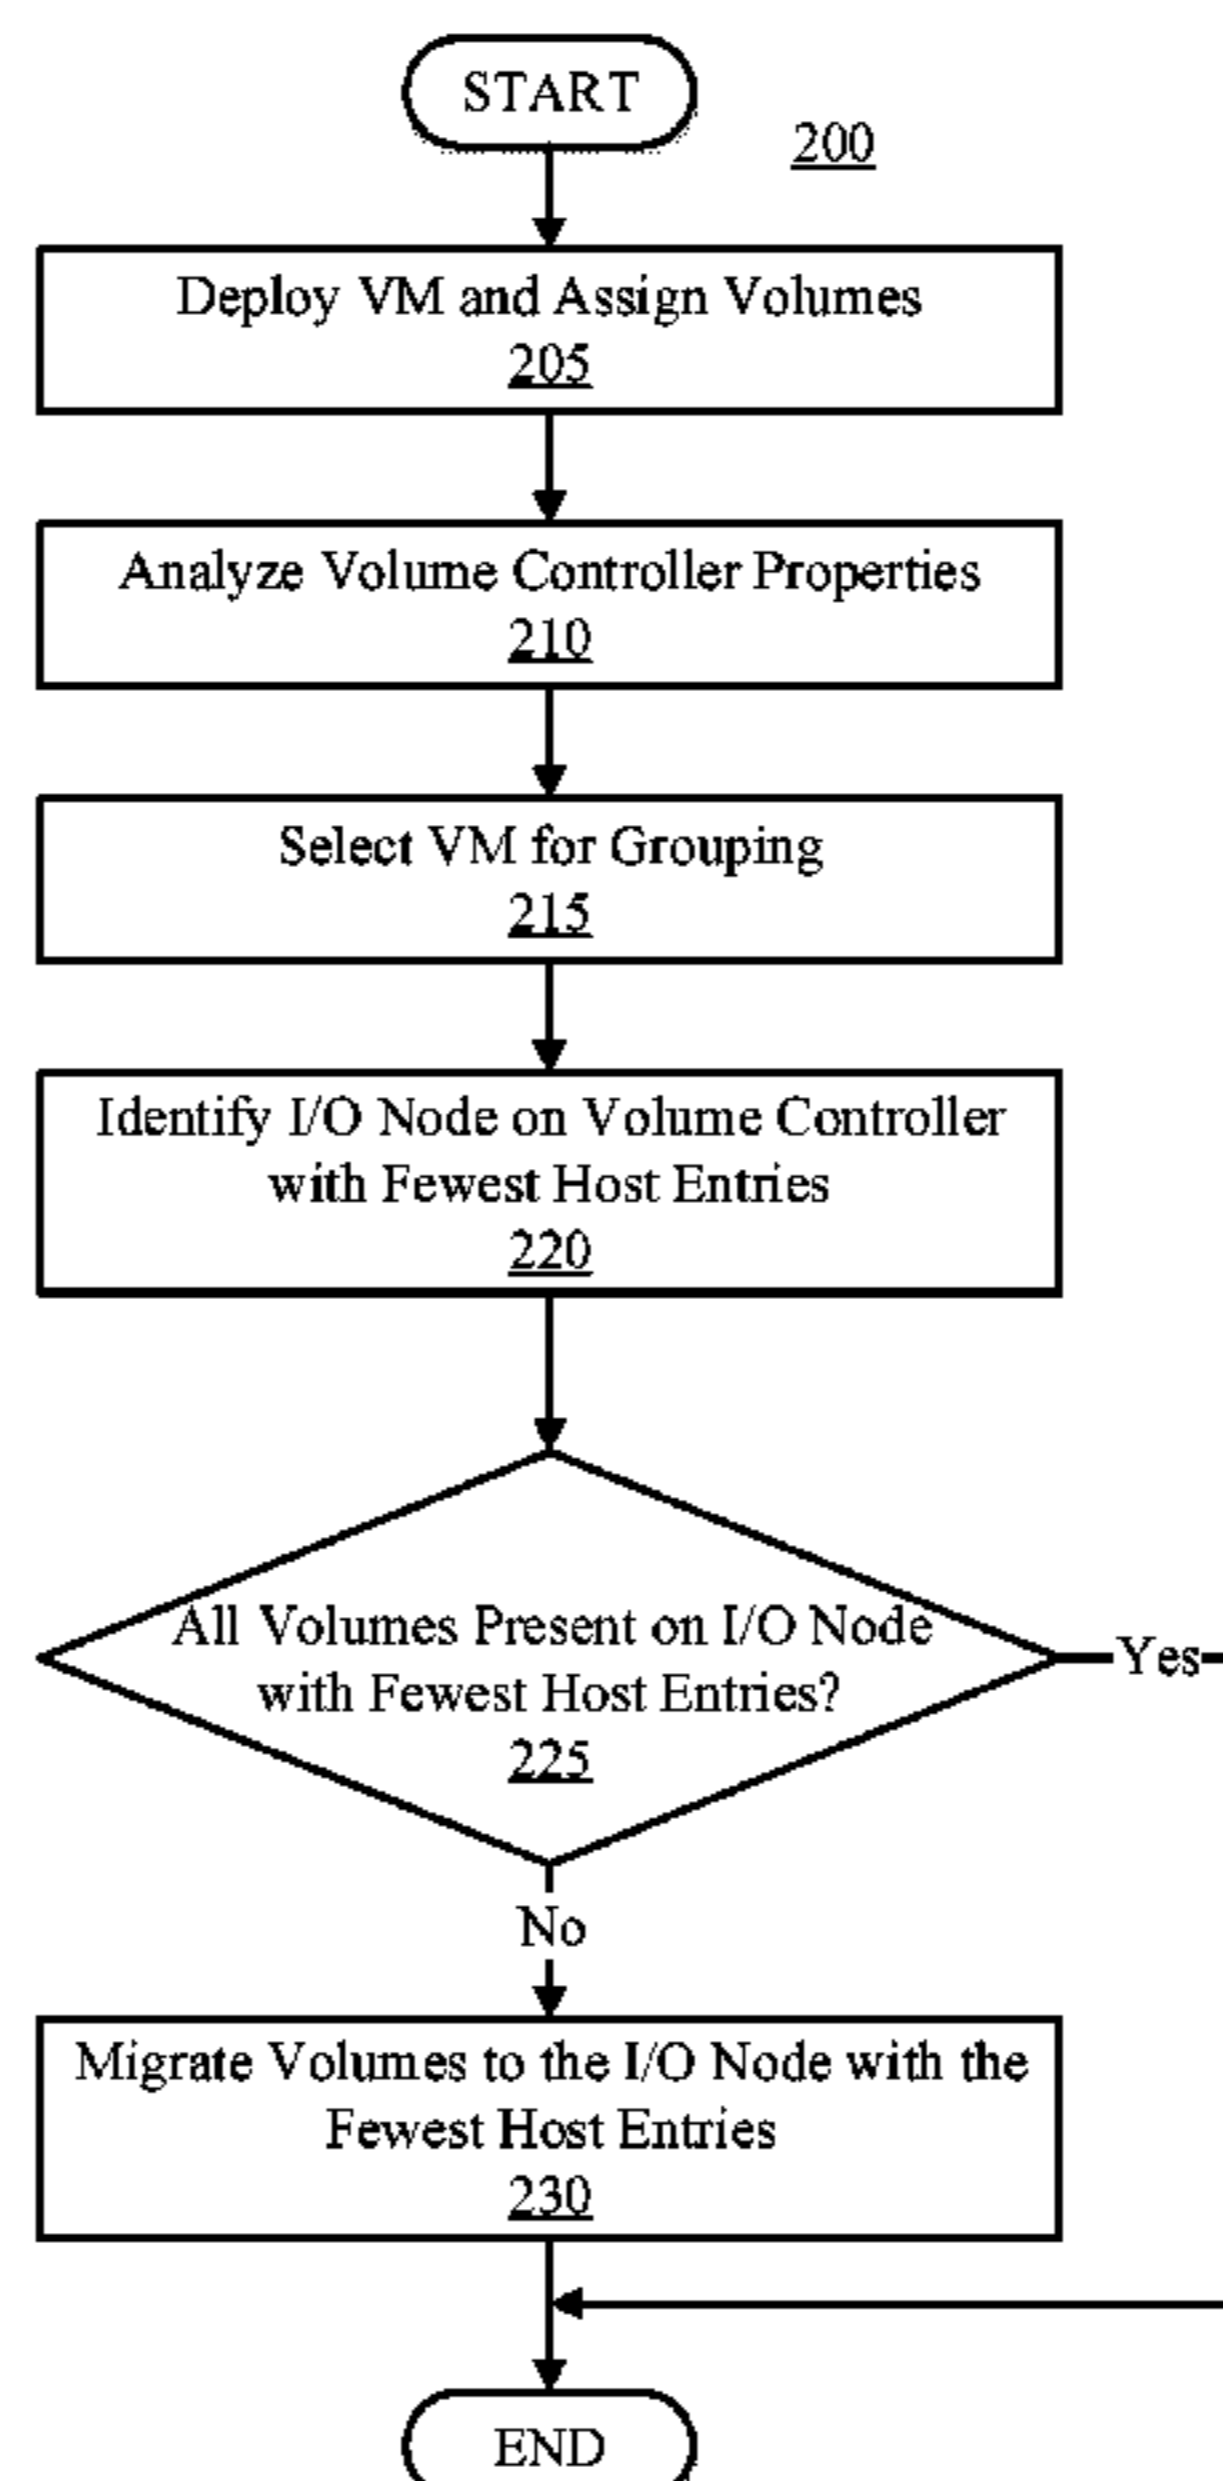 START
200
Deploy VM and Assign Volumes
205
Analyze Volume Controller Properties
210
Select VM for Grouping
215
Identify I/O Node on Volume Controller
with Fewest Host Entries
220
All Volumes Present on I/O Node
with Fewest Host Entries?
225
Yes
No
Migrate Volumes to the I/O Node with the
Fewest Host Entries
230
END